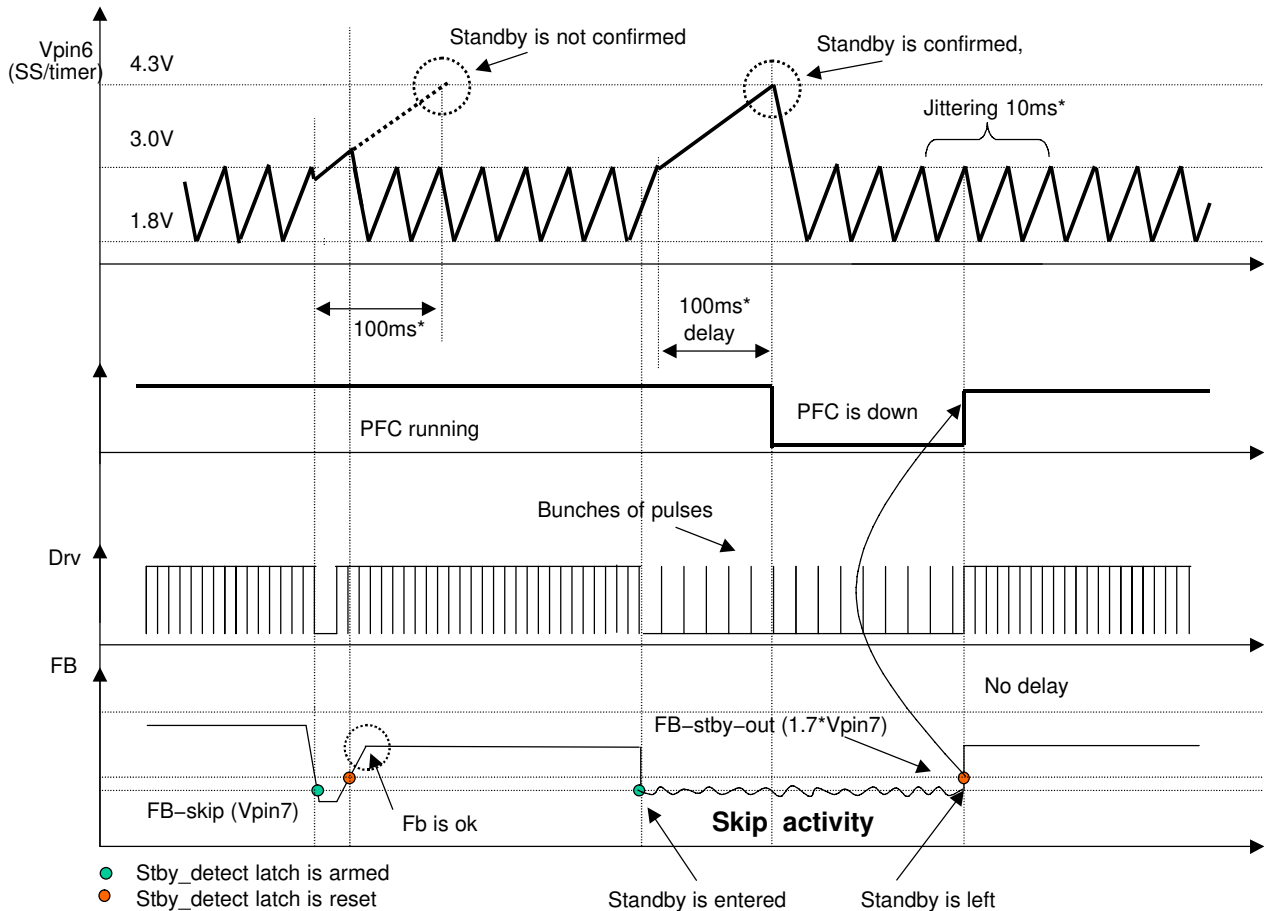 Vpin6
(SS/timer)
4.3V
3.0V
1.8V
Standby is not confirmed
Standby is confirmed,
Jittering 10ms*
100ms*
100ms*
delay
PFC running
PFC is down
Bunches of pulses
Drv
FB
No delay
FB−stby−out (1.7*Vpin7)
FB−skip (Vpin7)
Fb is ok
Skip activity
Stby_detect latch is armed
Stby_detect latch is reset
Standby is entered
Standby is left